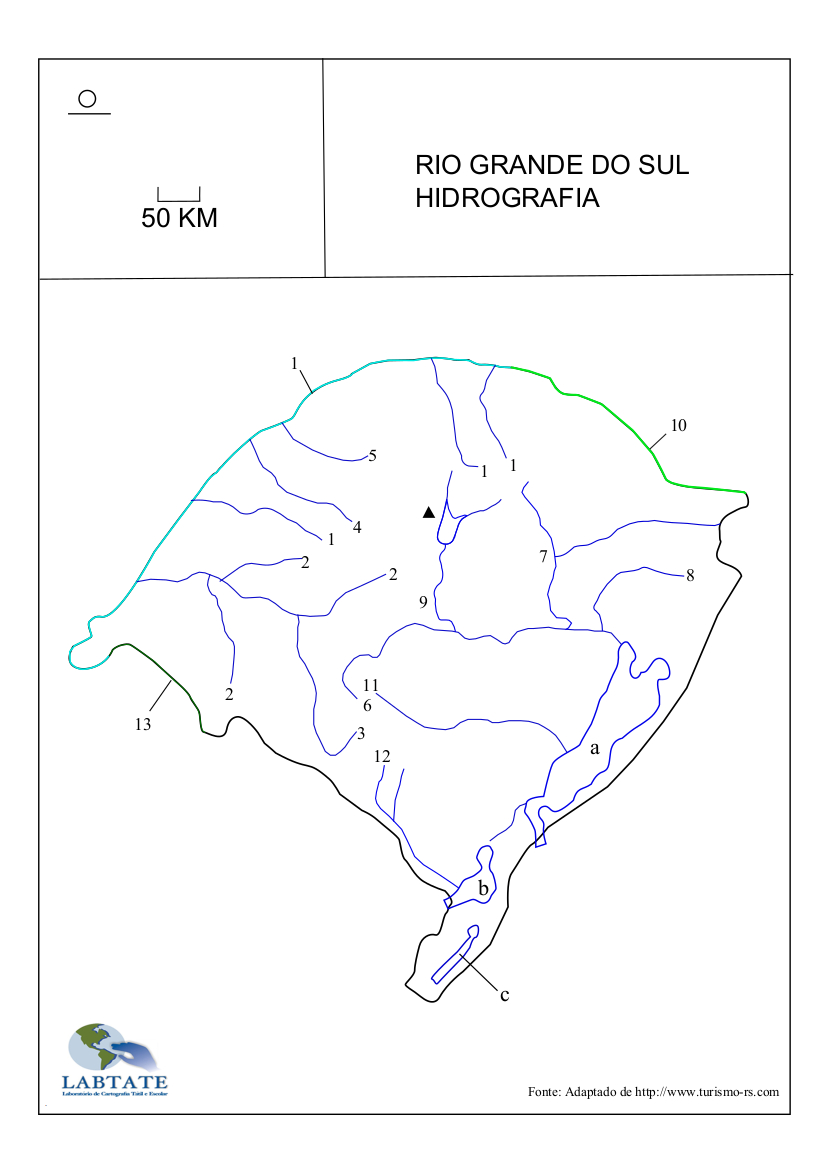 RIO GRANDE DO SUL
HIDROGRAFIA
50 KM
1
10
5
1
1
4
1
7
2
2
8
9
11
6
2
13
3
12
a
b
c
LABTATE
Laboratório de Cartografia Tátil e Escolar
Fonte: Adaptado de http://www.turismo-rs.com